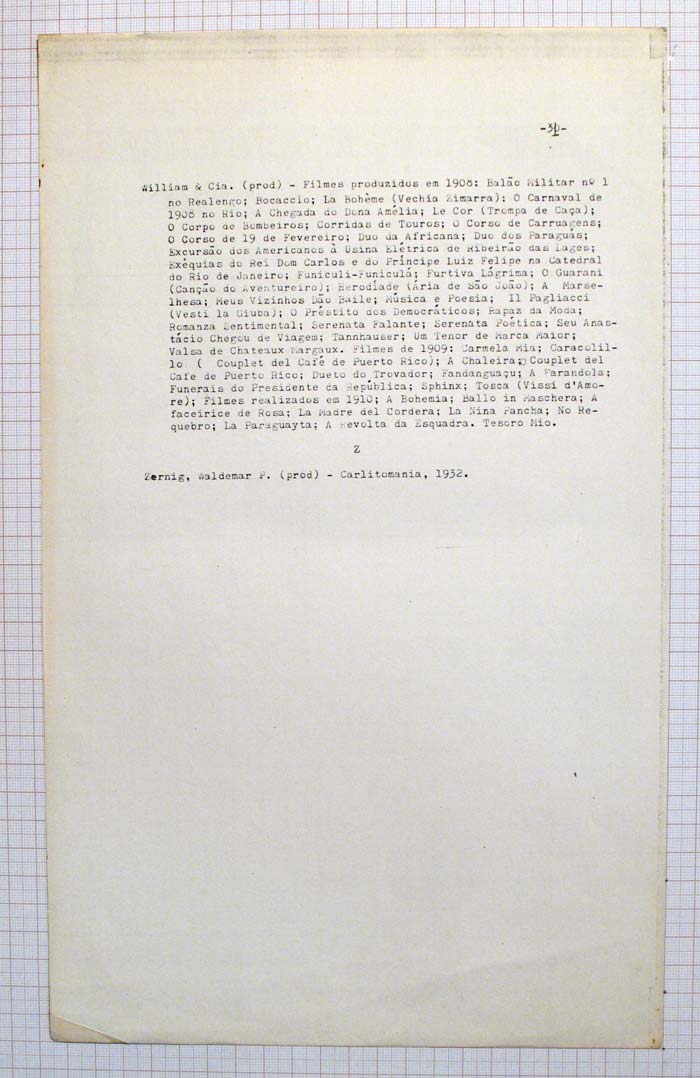 -31-
William & Cia. (prod) - Filmes produzidos em 1908: Balão Militar nº 1
no Realengo; Bocaccio; La Bohème (Vechia Zimarra); O Carnaval de
1908 no Rio; A Chegada do Dona Amélia; Le Cor (Trompa de Caça);
O Corpo de Bombeiros; Corridas de Touros; O Corso de Carruagens;
O Corso de 19 de Fevereiro; Duo da Africana; Duo dos Paraguás;
Excursão dos Americanos à Usina Elétrica de Ribeirão das Lages;
Exéquias do Rei Dom Carlos e do Príncipe Luiz Felipe na Catedral
do Rio de Janeiro; Funiculi-Funiculá; Furtiva Lágrima; O Guarani
(Canção do Aventureiro); Herodíade (Ária de São João); A Marse-
lhesa; Meus Vizinhos Dão Baile; Música e Poesia; Il Pagliacci
(Vesti la Giuba); O Préstito dos Democráticos; Rapaz da Moda;
Romanza Sentimental; Serenata Falante; Serenata Poética; Seu Anas-
tácio Chegou de Viagem; Tannhauser; Um Tenor de Marca Maior;
Valsa de Chateaux Margaux. Filmes de 1909: Carmela Mia; Caracolil-
lo ( Couplet del Café de Puerto Rico); A Chaleira; Couplet del
Cafe de Puerto Rico; Dueto do Trovador; Fandanguaçu; A Farandola;
Funerais do Presidente da República; Sphinx; Tosca (Vissi d'Amo-
re); Filmes realizados em 1910; A Bohemia; Ballo in Maschera; A
faceirice de Rosa; La Madre del Cordera; La Nina Pancha; No Re-
quebro; La Paraguayta; A Revolta da Esquadra. Tesoro Mio.
Z
Zernig, Waldemar P. (prod) - Carlitomania, 1932.